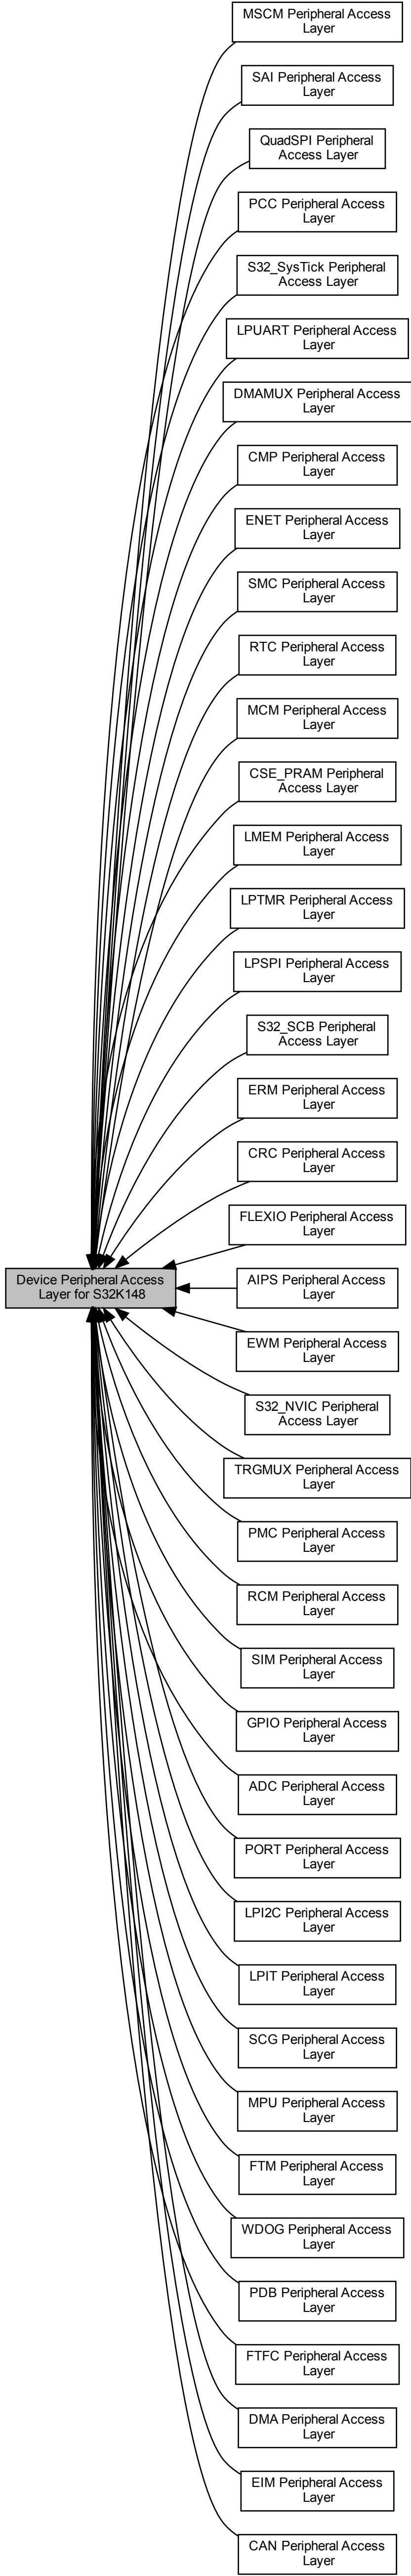 MSCM Peripheral Access
Layer
SAI Peripheral Access
Layer
QuadSPI Peripheral
Access Layer
PCC Peripheral Access
Layer
S32_SysTick Peripheral
Access Layer
LPUART Peripheral Access
Layer
DMAMUX Peripheral Access
Layer
CMP Peripheral Access
Layer
ENET Peripheral Access
Layer
SMC Peripheral Access
Layer
RTC Peripheral Access
Layer
MCM Peripheral Access
Layer
CSE_PRAM Peripheral
Access Layer
LMEM Peripheral Access
Layer
LPTMR Peripheral Access
Layer
LPSPI Peripheral Access
Layer
S32_SCB Peripheral
Access Layer
ERM Peripheral Access
Layer
CRC Peripheral Access
Layer
FLEXIO Peripheral Access
Layer
Device Peripheral Access
Layer for S32K148
AIPS Peripheral Access
Layer
EWM Peripheral Access
Layer
S32_NVIC Peripheral
Access Layer
TRGMUX Peripheral Access
Layer
PMC Peripheral Access
Layer
RCM Peripheral Access
Layer
SIM Peripheral Access
Layer
GPIO Peripheral Access
Layer
ADC Peripheral Access
Layer
PORT Peripheral Access
Layer
LPI2C Peripheral Access
Layer
LPIT Peripheral Access
Layer
SCG Peripheral Access
Layer
MPU Peripheral Access
Layer
FTM Peripheral Access
Layer
WDOG Peripheral Access
Layer
PDB Peripheral Access
Layer
FTFC Peripheral Access
Layer
DMA Peripheral Access
Layer
EIM Peripheral Access
Layer
CAN Peripheral Access
Layer